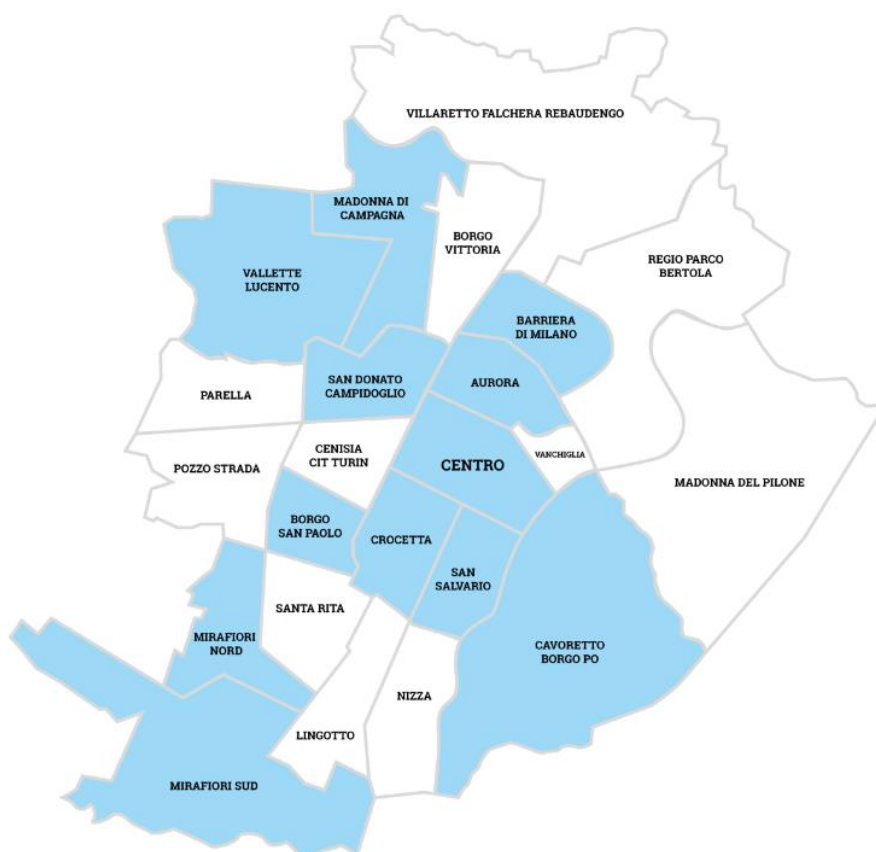 VILLARETTO FALCHERA REBAUDENGO
MADONNA DI
CAMPAGNA
BORGO
VITTORIA
REGIO PARCO
BERTOLA
VALLETTE
LUCENTO
BARRIERA
DI MILANO
SAN DONATO
CAMPIDOGLIO
AURORA
PARELLA
CENISIA
CIT TURIN
CENTRO
VANCHIGLIA
POZZO STRADA
MADONNA DEL PILONE
BORGO
SAN PAOLO
CROCETTA
SAN
SALVARIO
SANTA RITA
MIRAFIORI
NORD
CAVORETTO
BORGO PO
NIZZA
LINGOTTO
MIRAFIORI SUD